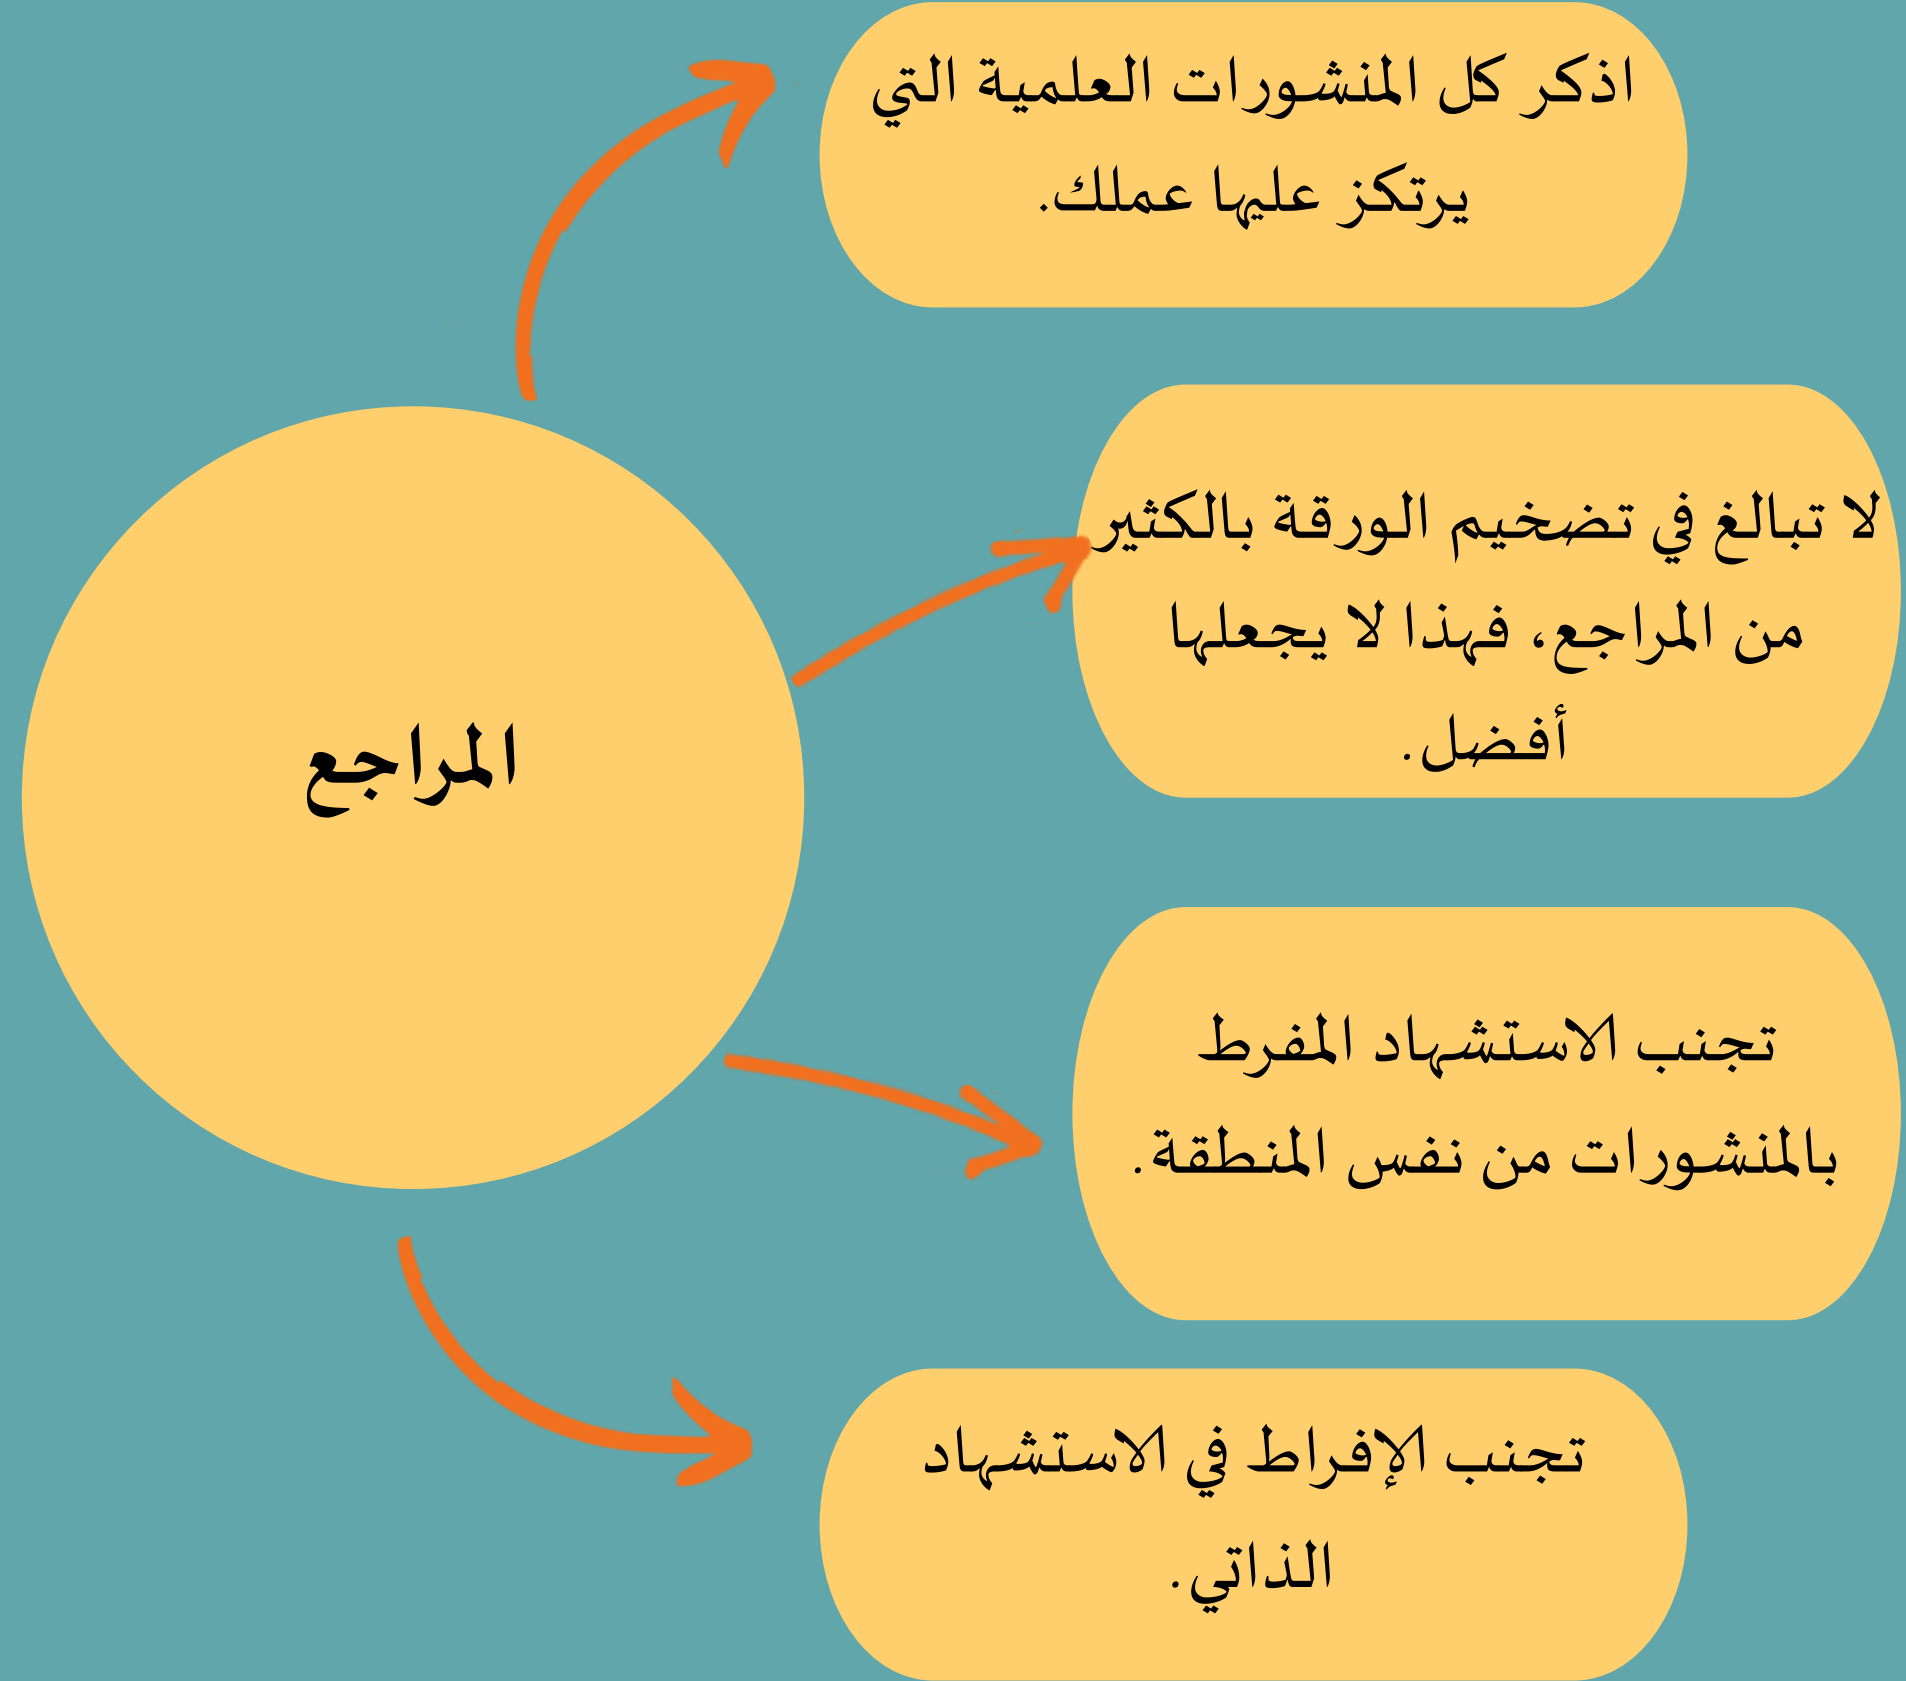 اذكر كل المنشورات العلمية التي
يرتكز عليها عملك.
لا تبالغ في تضخيم الورقة بالكثير
من المراجع، فهذا لا يجعلها
أفضل.
المراجع
تجنب الاستشهاد المفرط
بالمنشورات من نفس المنطقة.
تجنب الإفراط في الاستشهاد
الذاتي.